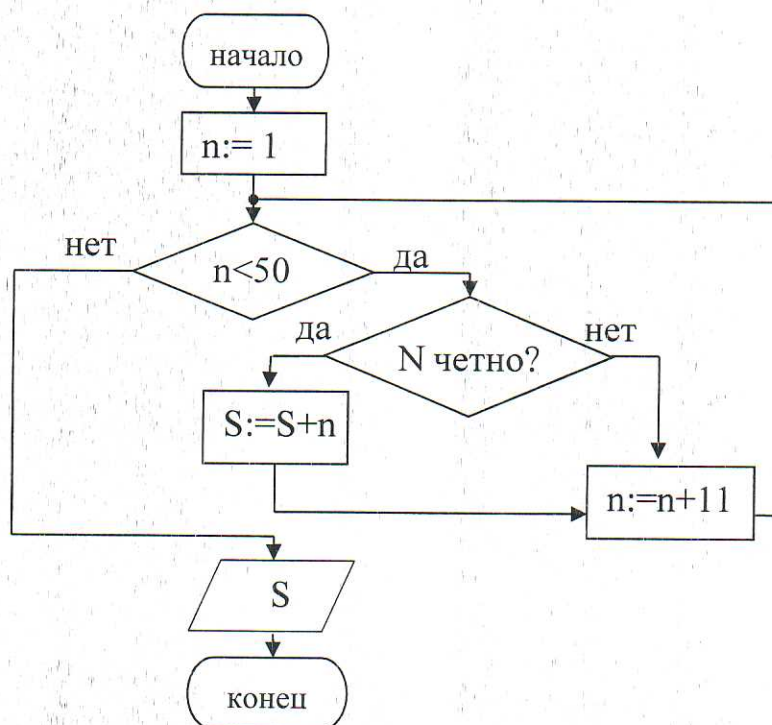 начало
n:= 1
n<50
нет
да
N четно?
да
нет
S:=S+n
n:=n+11
S
конец